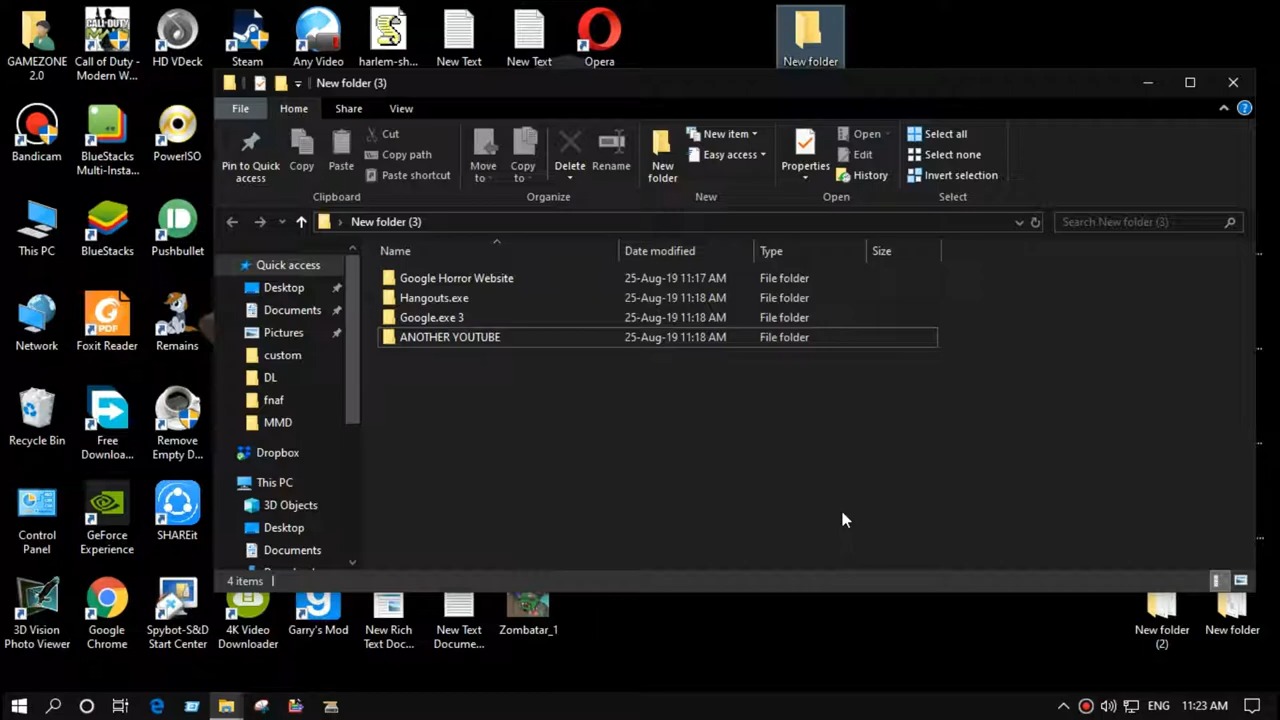 GAMEZONE 2.0
Call of Duty - Modern W...
HD VDeck
Steam
Any Video
harlem-sh...
New Text
New Text
Opera
New folder
New folder (3)
File
Home
Share
View
Pin to Quick access
Copy
Paste
Cut
Copy path
Paste shortcut
Clipboard
Move to
Copy to
Delete
Rename
Organize
New folder
New item
Easy access
New
Properties
Open
Edit
History
Open
Select all
Select none
Invert selection
Select
New folder (3)
Search New folder (3)
Name
Date modified
Type
Size
Google Horror Website 25-Aug-19 11:17 AM File folder
Hangouts.exe 25-Aug-19 11:18 AM File folder
Google.exe 3 25-Aug-19 11:18 AM File folder
ANOTHER YOUTUBE 25-Aug-19 11:18 AM File folder
Quick access
Desktop
Documents
Pictures
custom
DL
fnaf
MMD
Dropbox
This PC
3D Objects
Desktop
Documents
4 items
Bandicam
BlueStacks Multi-Insta...
PowerISO
This PC
BlueStacks
Pushbullet
Network
Foxit Reader
PDF
Remains
Recycle Bin
Free Downloa...
Remove Empty D...
Control Panel
GeForce Experience
SHAREit
3D Vision Photo Viewer
Google Chrome
Spybot-S&D Start Center
4K Video Downloader
Garry's Mod
New Rich Text Doc...
New Text Docume...
Zombatar_1
New folder (2)
New folder
ENG
11:23 AM